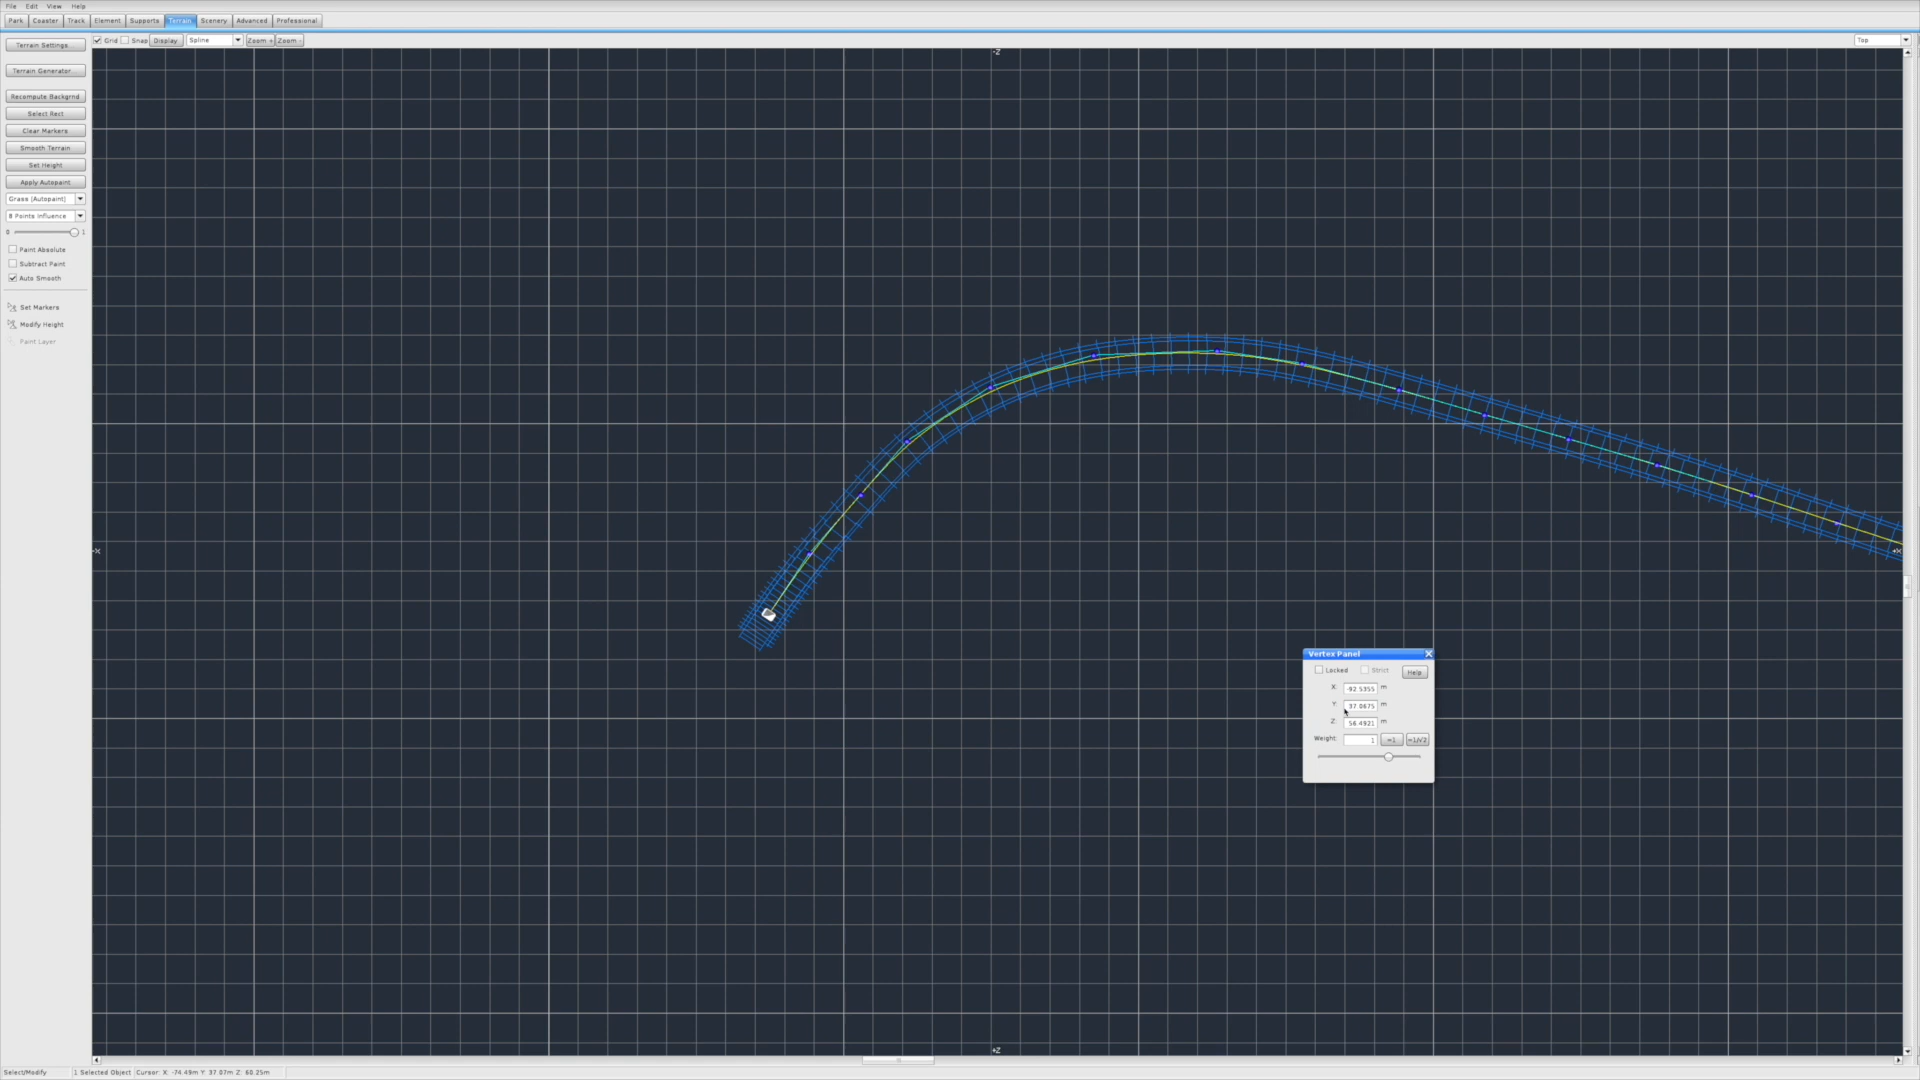 File Edit View Help
Park Coaster Track Element Supports Terrain Scenery Advanced Professional
Terrain Settings...
Grid Snap Display Spline Zoom + Zoom - Top
Terrain Generator...
Recompute Backgrnd
Select Rect
Clear Markers
Smooth Terrain
Set Height
Apply Autopaint
Grass [Autopaint]
8 Points Influence
0 1
Paint Absolute
Subtract Paint
Auto Smooth
Set Markers
Modify Height
Paint Layer
-Z
-X
+X
Vertex Panel
Locked Strict Help
X: -92.5355 m
Y: 37.0675 m
Z: 56.4921 m
Weight: 1 =1 =1/√2
+Z
Select/Modify 1 Selected Object Cursor: X: -74.49m Y: 37.07m Z: 60.25m